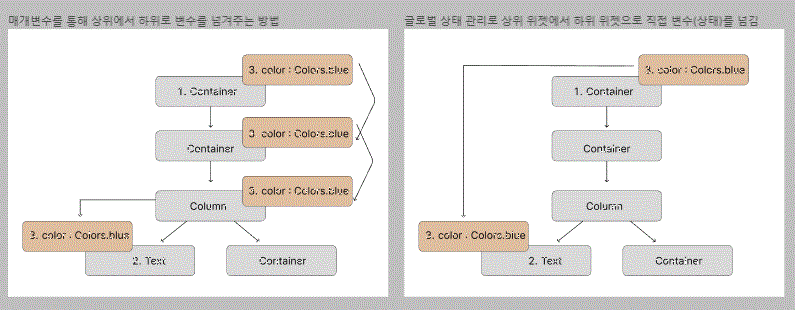 매개변수를 통해 상위에서 하위로 변수를 넘겨주는 방법
3. color : Colors.blue
1. Container
3. color : Colors.blue
Container
3. color : Colors.blue
Column
3. color : Colors.blue
2. Text
Container
글로벌 상태 관리로 상위 위젯에서 하위 위젯으로 직접 변수(상태)를 넘김
3. color : Colors.blue
1. Container
Container
Column
3. color : Colors.blue
2. Text
Container